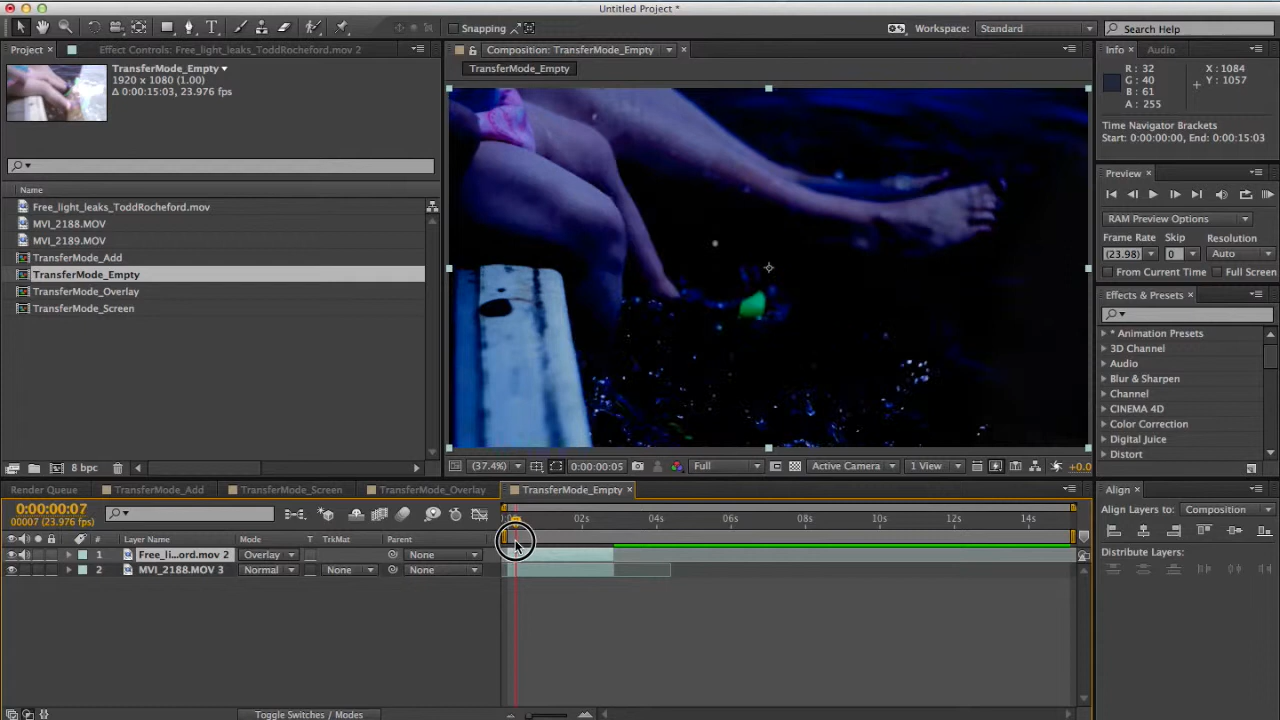 Untitled Project *
Snapping
Workspace: Standard
Search Help
Project
Effect Controls: Free_light_leaks_ToddRocheford.mov 2
TransferMode_Empty
1920 x 1080 (1.00)
Δ 0:00:15:03, 23.976 fps
Name
Free_light_leaks_ToddRocheford.mov
MVI_2188.MOV
MVI_2189.MOV
TransferMode_Add
TransferMode_Empty
TransferMode_Overlay
TransferMode_Screen
8 bpc
Composition: TransferMode_Empty
TransferMode_Empty
(37.4%)
0:00:00:05
Full
Active Camera
1 View
+0.0
Info
Audio
R: 32
G: 40
B: 61
A: 255
X: 1084
Y: 1057
Time Navigator Brackets
Start: 0:00:00:00, End: 0:00:15:03
Preview
RAM Preview Options
Frame Rate Skip Resolution
(23.98) 0 Auto
From Current Time Full Screen
Effects & Presets
* Animation Presets
3D Channel
Audio
Blur & Sharpen
Channel
CINEMA 4D
Color Correction
Digital Juice
Distort
Render Queue
TransferMode_Add
TransferMode_Screen
TransferMode_Overlay
TransferMode_Empty
0:00:00:07
00007 (23.976 fps)
02s 04s 06s 08s 10s 12s 14s
# Layer Name Mode T TrkMat Parent
1 Free_li...ord.mov 2 Overlay None
2 MVI_2188.MOV 3 Normal None None
Toggle Switches / Modes
Align
Align Layers to: Composition
Distribute Layers: